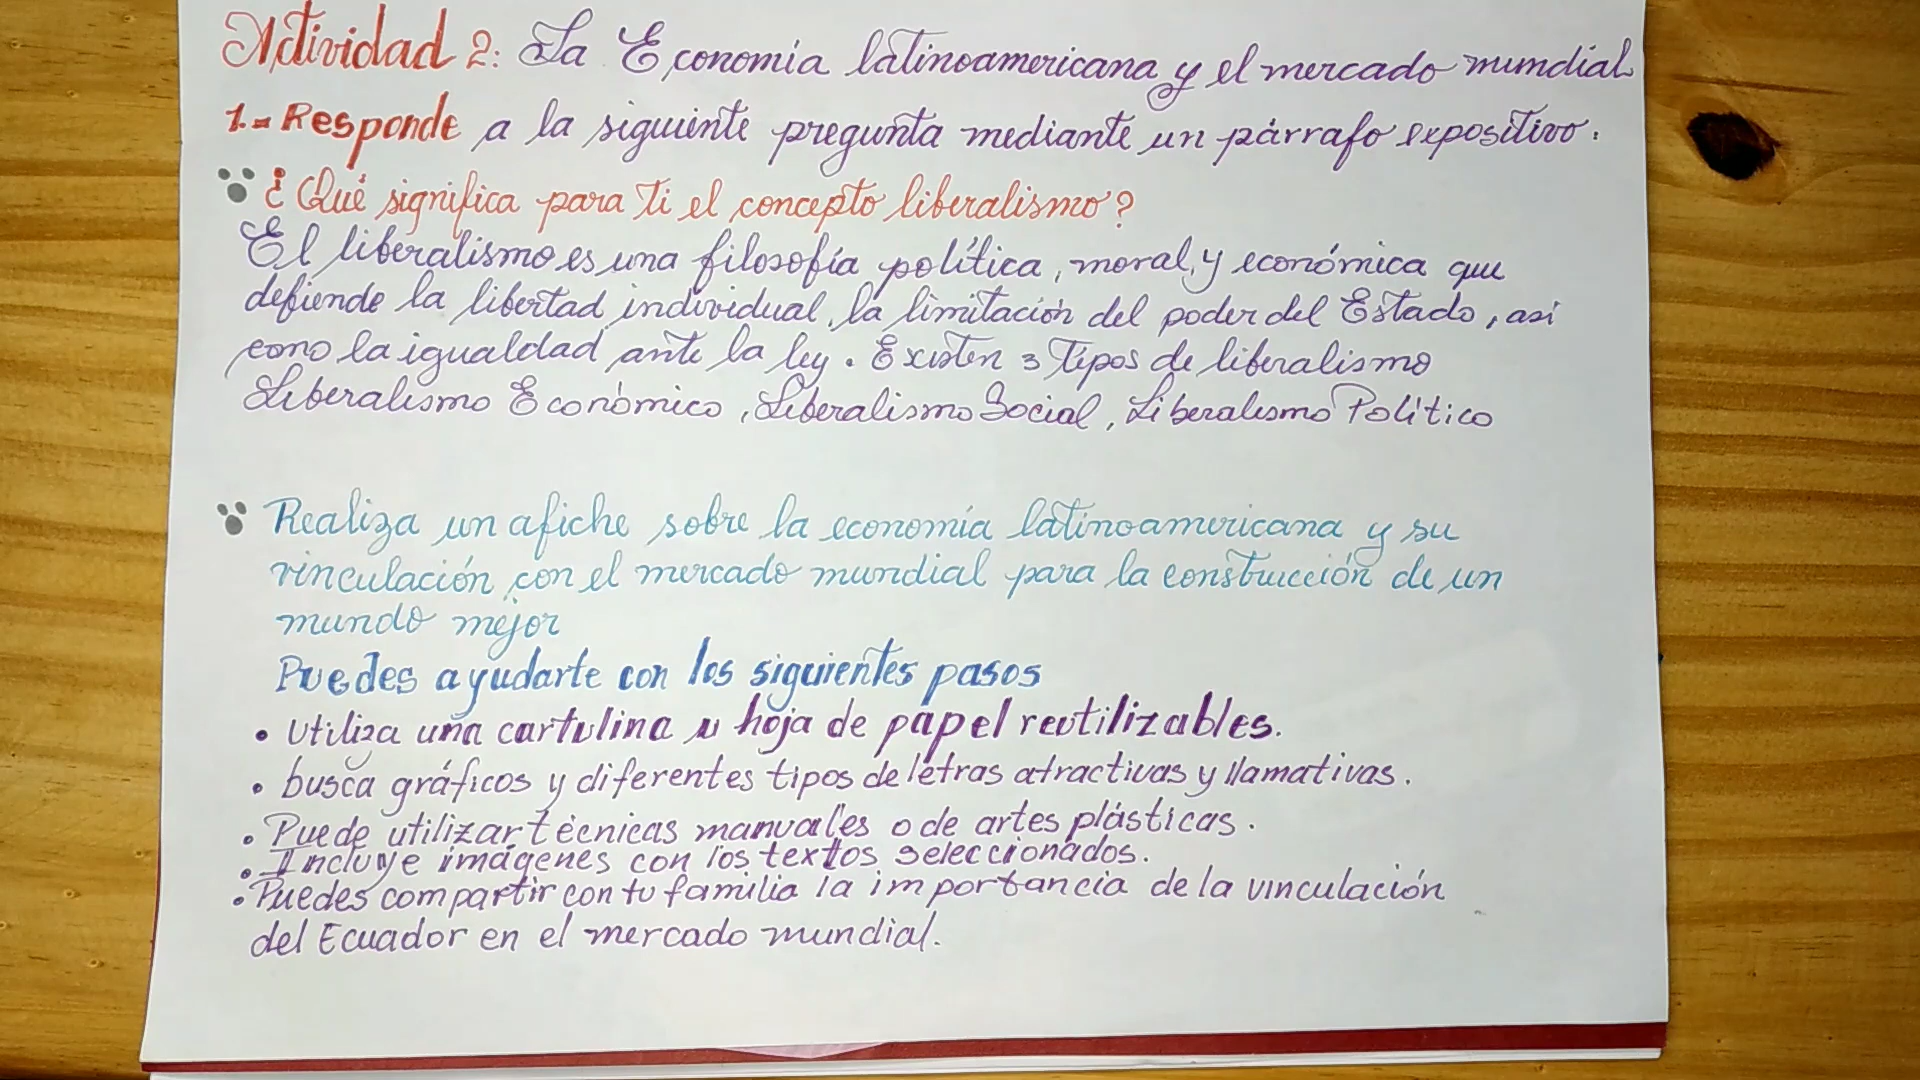 Actividad 2: La Economía latinoamericana y el mercado mundial
1.- Responde a la siguiente pregunta mediante un párrafo expositivo.
¿Qué significa para ti el concepto liberalismo?
El liberalismo es una filosofía política, moral, y económica que
defiende la libertad individual, la limitación del poder del Estado, asi
como la igualdad ante la ley. Existen 3 Tipos de liberalismo
Liberalismo Económico, Liberalismo Social, Liberalismo Político
Realiza un afiche sobre la economía latinoamericana y su
vinculación con el mercado mundial para la construcción de un
mundo mejor
Puedes ayudarte con los siguientes pasos
• Utiliza una cartulina u hoja de papel reutilizables.
• busca gráficos y diferentes tipos de letras atractivas y llamativas.
• Puede utilizar técnicas manuales o de artes plásticas.
• Incluye imágenes con los textos seleccionados.
• Puedes compartir con tu familia la importancia de la vinculación
del Ecuador en el mercado mundial.